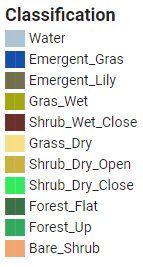 Classification
Water
Emergent_Gras
Emergent_Lily
Gras_Wet
Shrub_Wet_Close
Grass_Dry
Shrub_Dry_Open
Shrub_Dry_Close
Forest_Flat
Forest_Up
Bare_Shrub